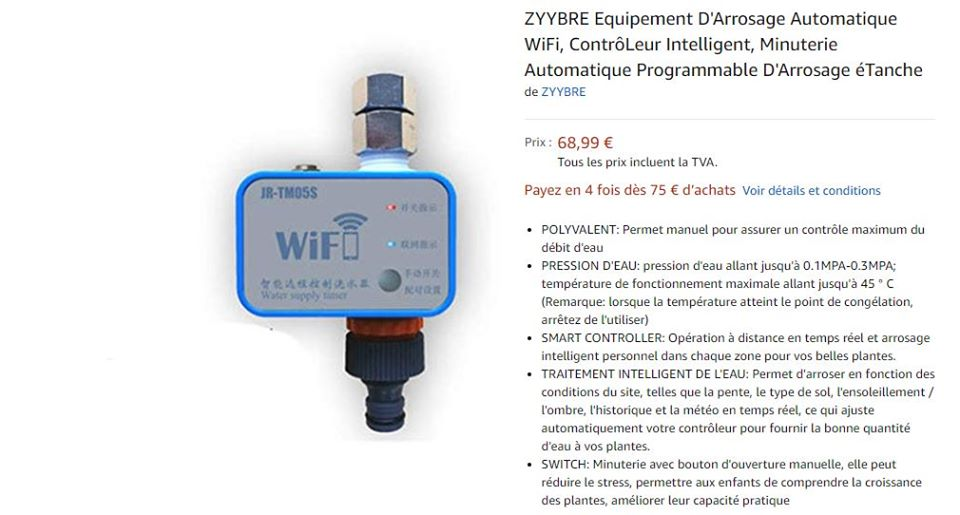 ZYYBRE Equipement D'Arrosage Automatique
WiFi, ContrôLeur Intelligent, Minuterie
Automatique Programmable D'Arrosage éTanche
de ZYYBRE
Prix : 68,99 €
Tous les prix incluent la TVA.
Payez en 4 fois dès 75 € d'achats Voir détails et conditions
• POLYVALENT: Permet manuel pour assurer un contrôle maximum du
débit d'eau
• PRESSION D'EAU: pression d'eau allant jusqu'à 0.1MPA-0.3MPA;
température de fonctionnement maximale allant jusqu'à 45 ° C
(Remarque: lorsque la température atteint le point de congélation,
arrêtez de l'utiliser)
• SMART CONTROLLER: Opération à distance en temps réel et arrosage
intelligent personnel dans chaque zone pour vos belles plantes.
• TRAITEMENT INTELLIGENT DE L'EAU: Permet d'arroser en fonction des
conditions du site, telles que la pente, le type de sol, l'ensoleillement /
l'ombre, l'historique et la météo en temps réel, ce qui ajuste
automatiquement votre contrôleur pour fournir la bonne quantité
d'eau à vos plantes.
• SWITCH: Minuterie avec bouton d'ouverture manuelle, elle peut
réduire le stress, permettre aux enfants de comprendre la croissance
des plantes, améliorer leur capacité pratique
JR-TM05S
开关指示
WiFi
联网指示
手动开关
配对设置
智能远程控制浇水器
Water supply timer